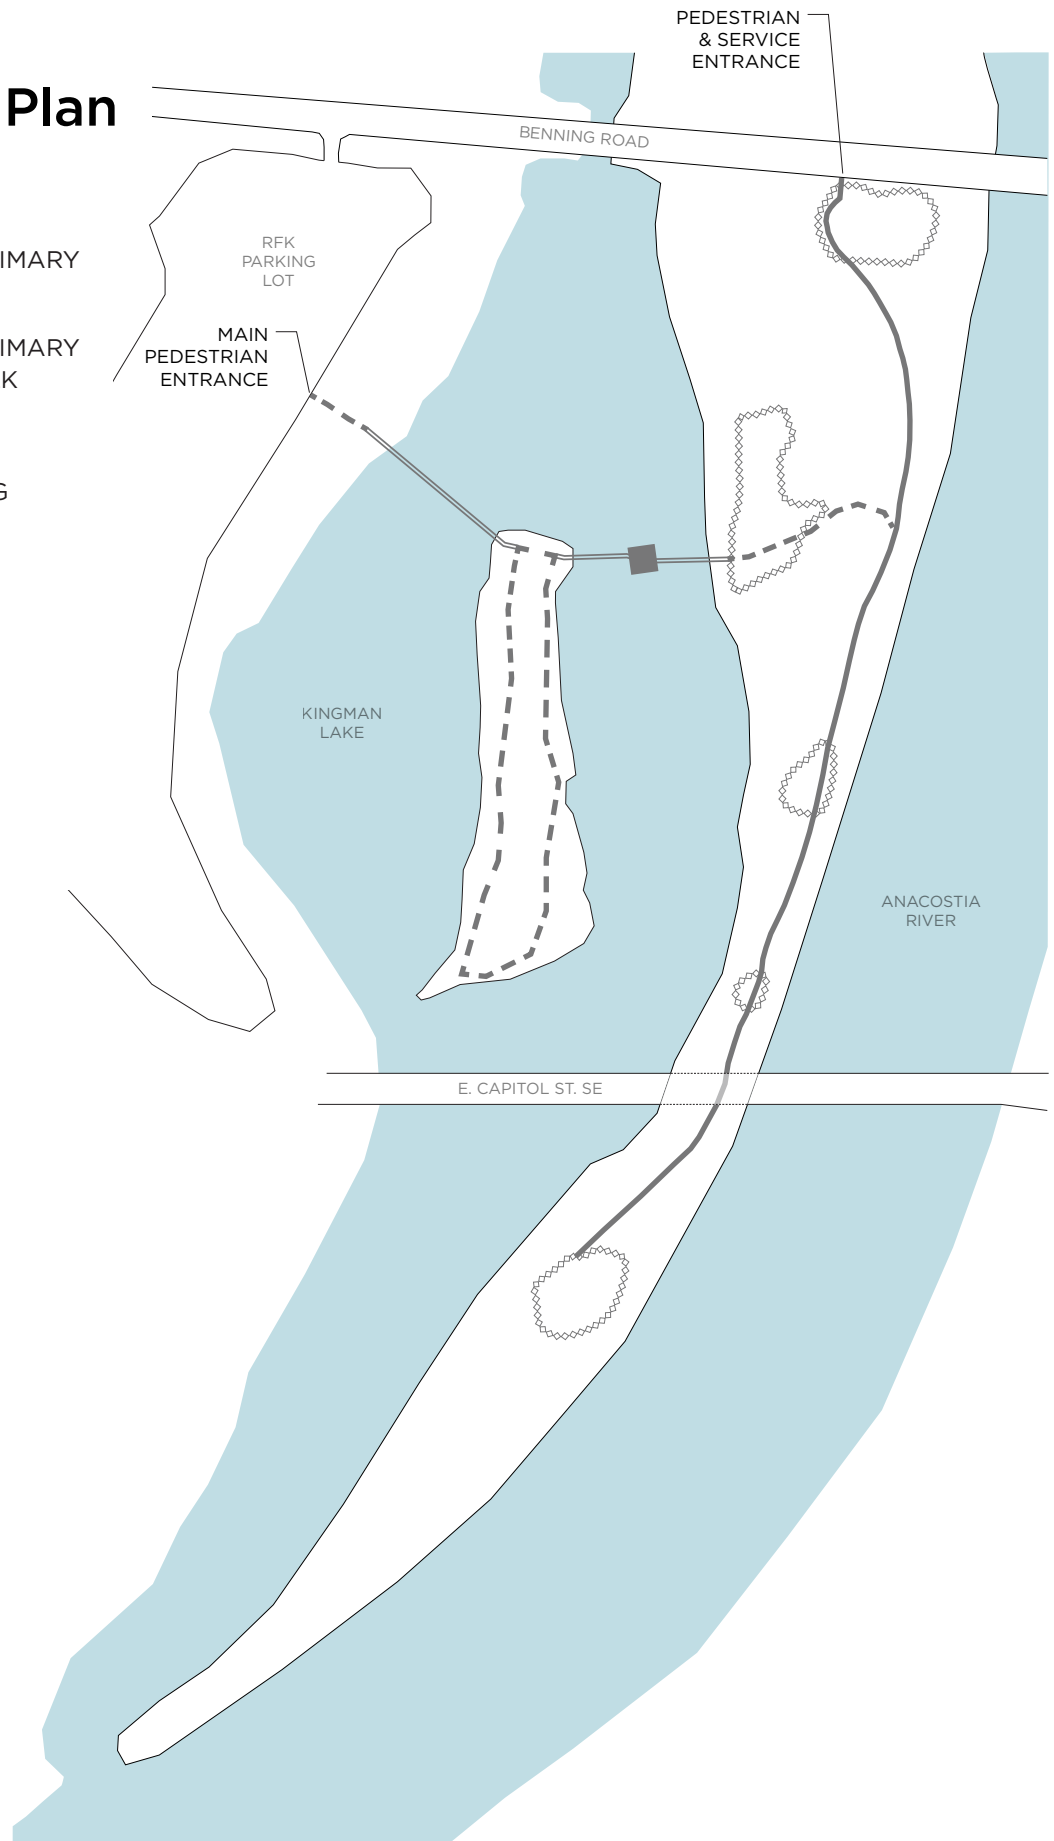 PEDESTRIAN
& SERVICE
ENTRANCE
Plan
BENNING ROAD
RFK
PARKING
LOT
IMARY
MAIN
PEDESTRIAN
ENTRANCE
IMARY
K
G
KINGMAN
LAKE
ANACOSTIA
RIVER
E. CAPITOL ST. SE